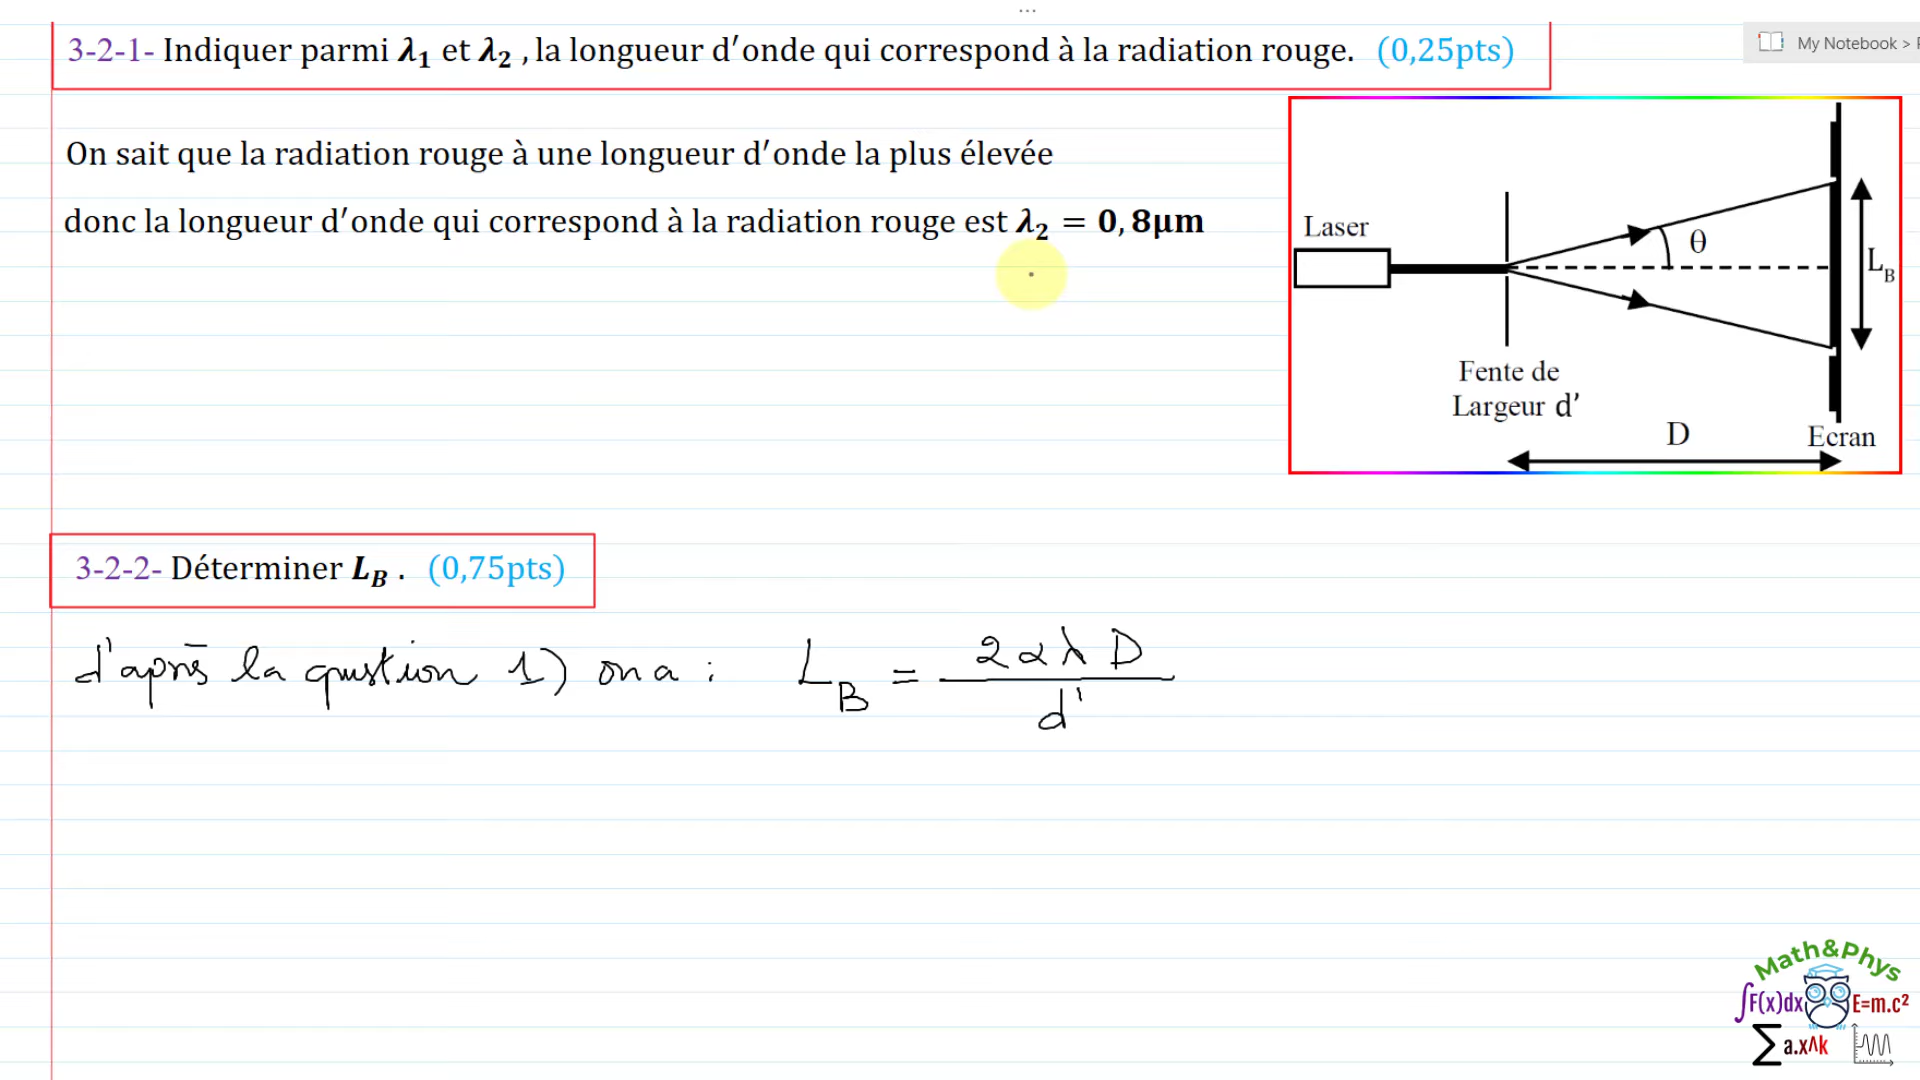 ...
3-2-1- Indiquer parmi λ₁ et λ₂ , la longueur d′onde qui correspond à la radiation rouge. (0,25pts)
My Notebook >
On sait que la radiation rouge à une longueur d′onde la plus élevée
donc la longueur d′onde qui correspond à la radiation rouge est λ₂ = 0,8μm
Laser
θ
L_B
Fente de
Largeur d’
D
Ecran
3-2-2- Déterminer L_B . (0,75pts)
d'après la qustion 1) on a : L_B = 2αλD / d'
Math&Phys
∫F(x)dx E=m.c²
∑ a.x^k